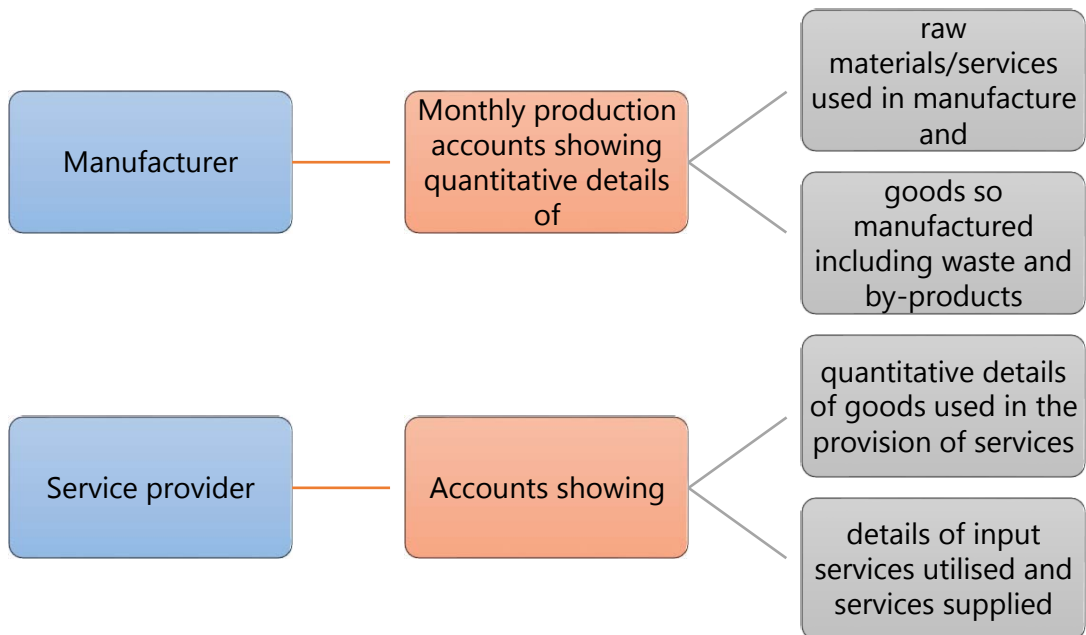 Manufacturer
Monthly production
accounts showing
quantitative details
of
raw
materials/services
used in manufacture
and
goods so
manufactured
including waste and
by-products
Service provider
Accounts showing
quantitative details
of goods used in the
provision of services
details of input
services utilised and
services supplied